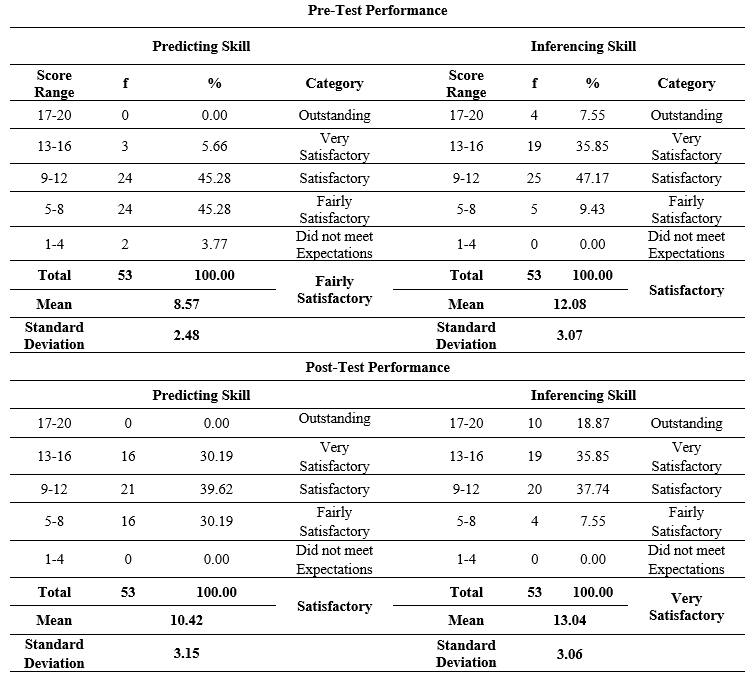 Pre-Test Performance
Predicting Skill Inferencing Skill
Score Range f % Category Score Range f % Category
17-20 0 0.00 Outstanding 17-20 4 7.55 Outstanding
13-16 3 5.66 Very Satisfactory 13-16 19 35.85 Very Satisfactory
9-12 24 45.28 Satisfactory 9-12 25 47.17 Satisfactory
5-8 24 45.28 Fairly Satisfactory 5-8 5 9.43 Fairly Satisfactory
1-4 2 3.77 Did not meet Expectations 1-4 0 0.00 Did not meet Expectations
Total 53 100.00 Fairly Satisfactory Total 53 100.00 Satisfactory
Mean 8.57 Mean 12.08
Standard Deviation 2.48 Standard Deviation 3.07
Post-Test Performance
Predicting Skill Inferencing Skill
17-20 0 0.00 Outstanding 17-20 10 18.87 Outstanding
13-16 16 30.19 Very Satisfactory 13-16 19 35.85 Very Satisfactory
9-12 21 39.62 Satisfactory 9-12 20 37.74 Satisfactory
5-8 16 30.19 Fairly Satisfactory 5-8 4 7.55 Fairly Satisfactory
1-4 0 0.00 Did not meet Expectations 1-4 0 0.00 Did not meet Expectations
Total 53 100.00 Satisfactory Total 53 100.00 Very Satisfactory
Mean 10.42 Mean 13.04
Standard Deviation 3.15 Standard Deviation 3.06